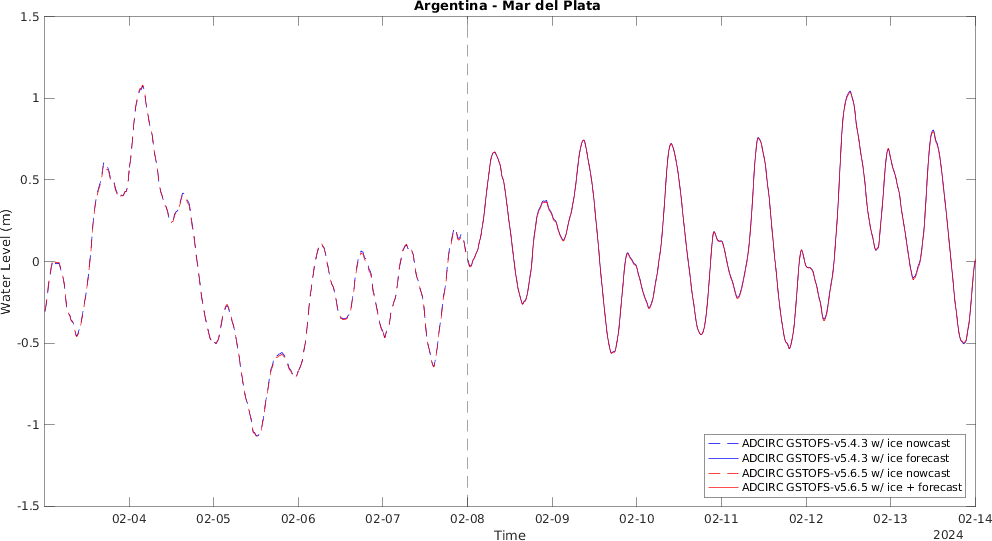 Argentina - Mar del Plata
1.5
1
0.5
0
-0.5
-1
-1.5
Water Level (m)
02-04 02-05 02-06 02-07 02-08 02-09 02-10 02-11 02-12 02-13 02-14
Time
2024
ADCIRC GSTOFS-v5.4.3 w/ ice nowcast
ADCIRC GSTOFS-v5.4.3 w/ ice forecast
ADCIRC GSTOFS-v5.6.5 w/ ice nowcast
ADCIRC GSTOFS-v5.6.5 w/ ice + forecast